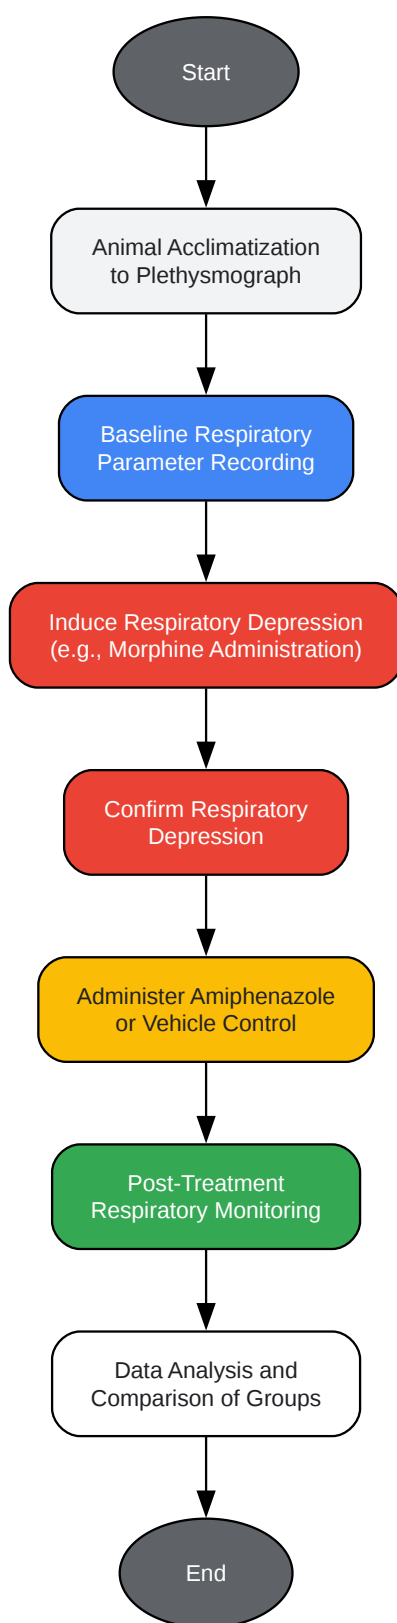 Start
Animal Acclimatization
to Plethysmograph
Baseline Respiratory
Parameter Recording
Induce Respiratory Depression
(e.g., Morphine Administration)
Confirm Respiratory
Depression
Administer Amiphenazole
or Vehicle Control
Post-Treatment
Respiratory Monitoring
Data Analysis and
Comparison of Groups
End